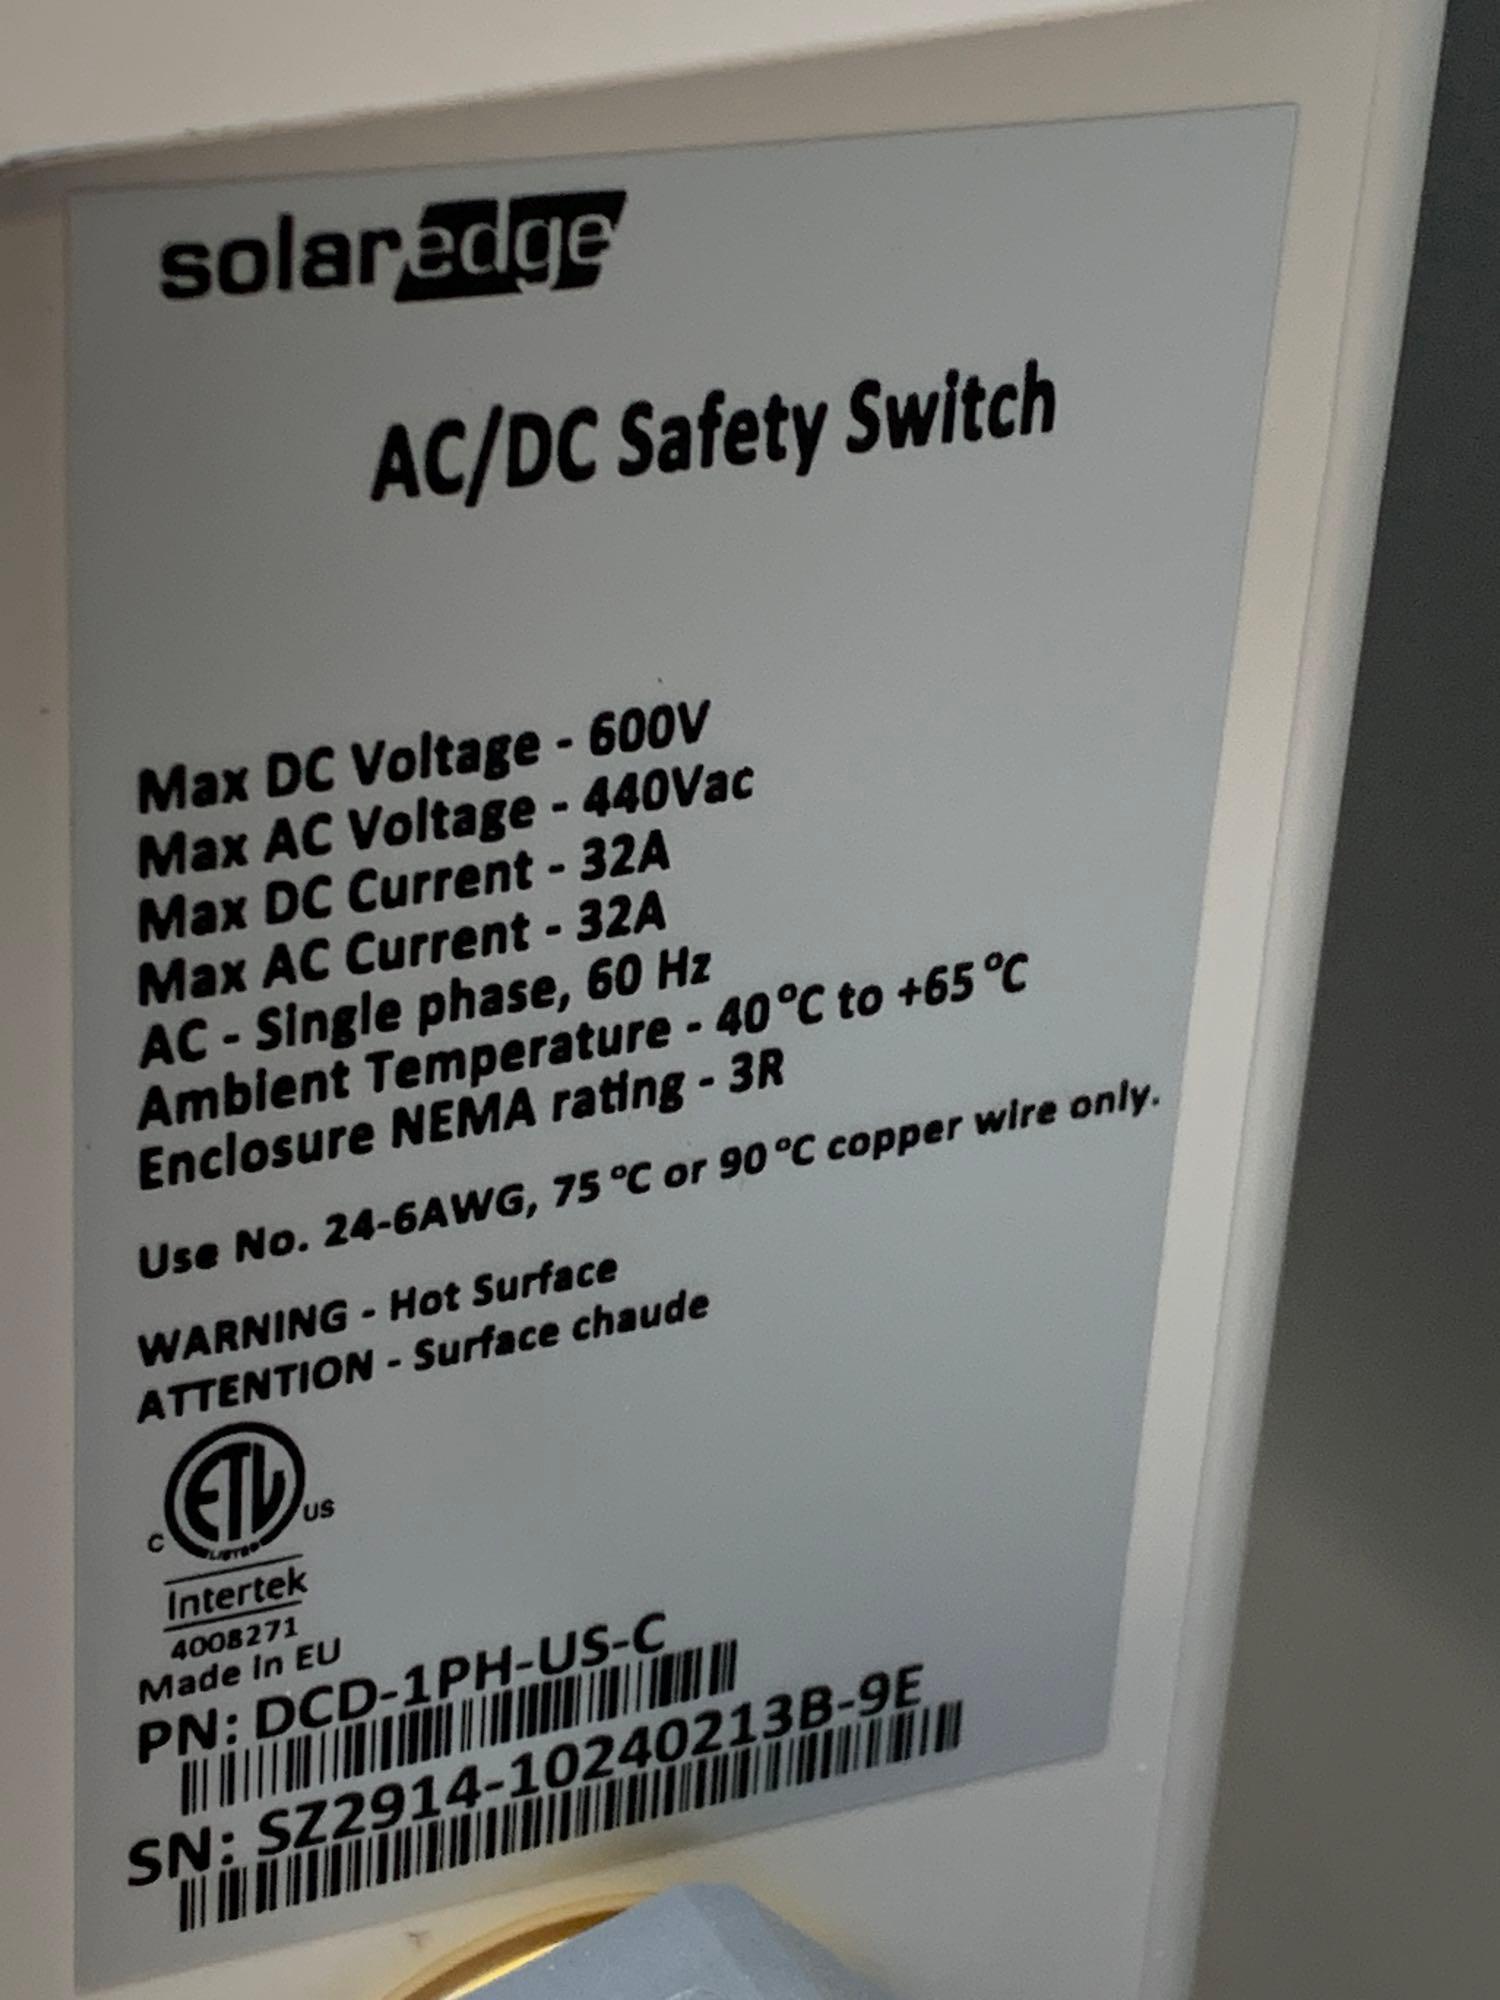 solaredge
AC/DC Safety Switch
Max DC Voltage - 600V
Max AC Voltage - 440Vac
Max DC Current - 32A
Max AC Current - 32A
AC - Single phase, 60 Hz
Ambient Temperature - 40 °C to +65 °C
Enclosure NEMA rating - 3R
Use No. 24-6AWG, 75 °C or 90 °C copper wire only.
WARNING - Hot Surface
ATTENTION - Surface chaude
C ETL US
LISTED
Intertek
4008271
Made in EU
PN: DCD-1PH-US-C
SN: SZ2914-10240213B-9E